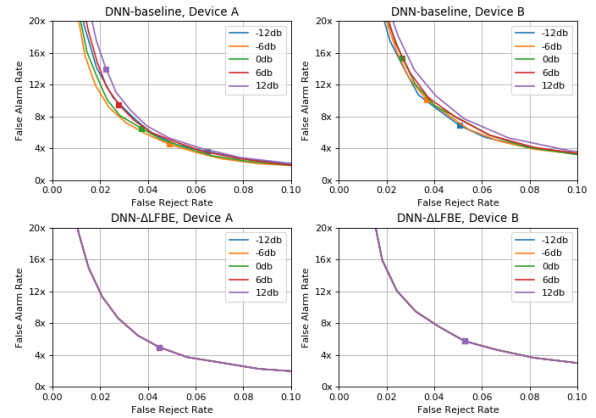 DNN-baseline, Device A
20x
16x
12x
8x
4x
0x
False Alarm Rate
-12db
-6db
0db
6db
12db
0.00 0.02 0.04 0.06 0.08 0.10
False Reject Rate
DNN-baseline, Device B
20x
16x
12x
8x
4x
0x
False Alarm Rate
-12db
-6db
0db
6db
12db
0.00 0.02 0.04 0.06 0.08 0.10
False Reject Rate
DNN-ΔLFBE, Device A
20x
16x
12x
8x
4x
0x
False Alarm Rate
-12db
-6db
0db
6db
12db
0.00 0.02 0.04 0.06 0.08 0.10
False Reject Rate
DNN-ΔLFBE, Device B
20x
16x
12x
8x
4x
0x
False Alarm Rate
-12db
-6db
0db
6db
12db
0.00 0.02 0.04 0.06 0.08 0.10
False Reject Rate